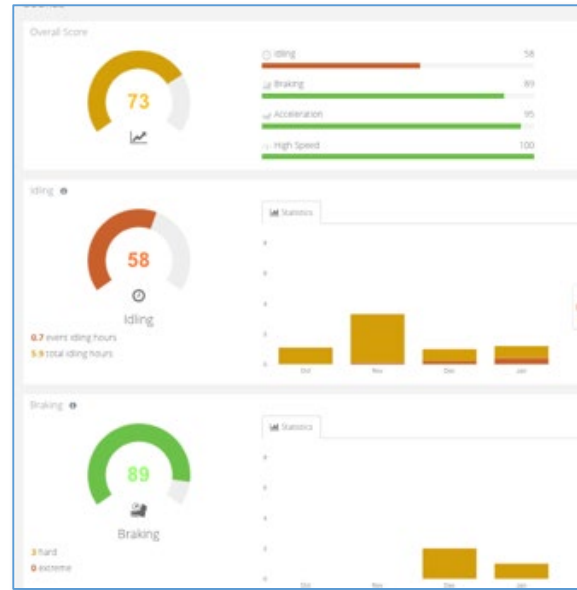 Overall Score
73
Idling 58
Braking 89
Acceleration 95
High Speed 100
Idling
58
Idling
0.7 event idling hours
5.9 total idling hours
Statistics
Oct Nov Dec Jan
Braking
89
Braking
3 hard
0 extreme
Statistics
Oct Nov Dec Jan